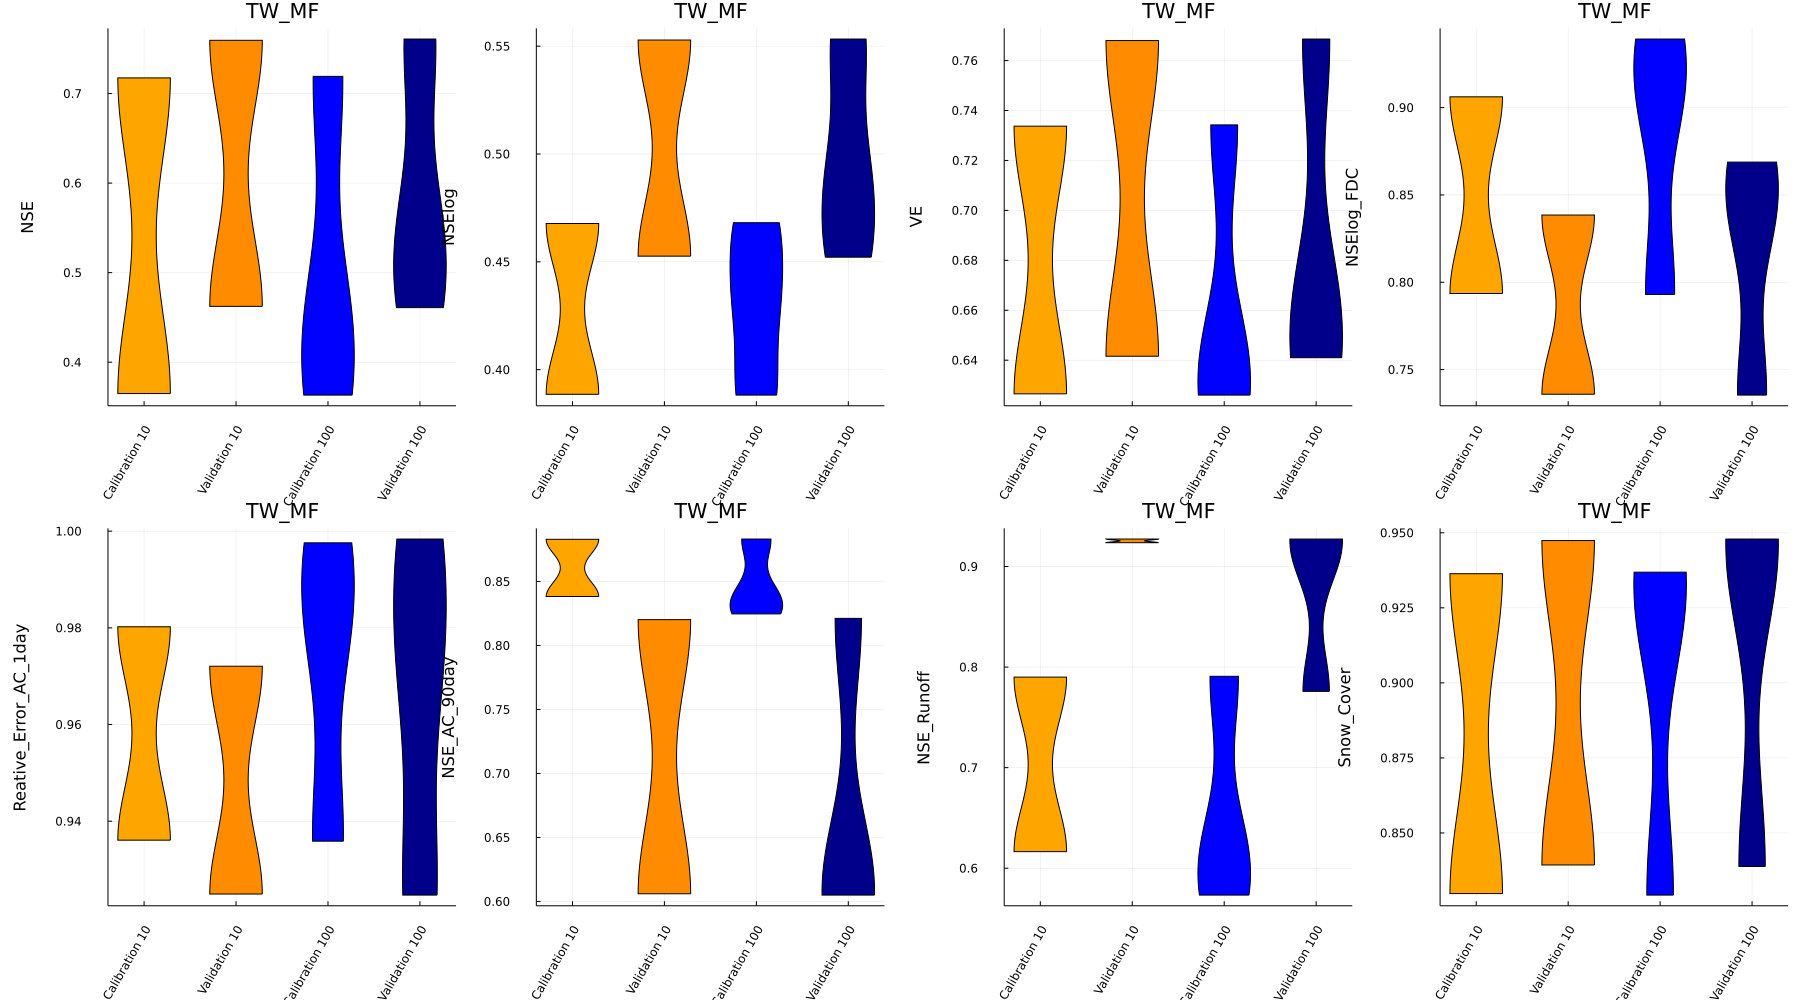 TW_MF
TW_MF
TW_MF
TW_MF
NSE
0.7
0.6
0.5
0.4
Calibration 10
Validation 10
Calibration 100
Validation 100
NSElog
0.55
0.50
0.45
0.40
Calibration 10
Validation 10
Calibration 100
Validation 100
VE
0.76
0.74
0.72
0.70
0.68
0.66
0.64
Calibration 10
Validation 10
Calibration 100
Validation 100
NSElog_FDC
0.90
0.85
0.80
0.75
Calibration 10
Validation 10
Calibration 100
Validation 100
TW_MF
TW_MF
TW_MF
TW_MF
Reative_Error_AC_1day
1.00
0.98
0.96
0.94
Calibration 10
Validation 10
Calibration 100
Validation 100
NSE_AC_90day
0.85
0.80
0.75
0.70
0.65
0.60
Calibration 10
Validation 10
Calibration 100
Validation 100
NSE_Runoff
0.9
0.8
0.7
0.6
Calibration 10
Validation 10
Calibration 100
Validation 100
Snow_Cover
0.950
0.925
0.900
0.875
0.850
Calibration 10
Validation 10
Calibration 100
Validation 100